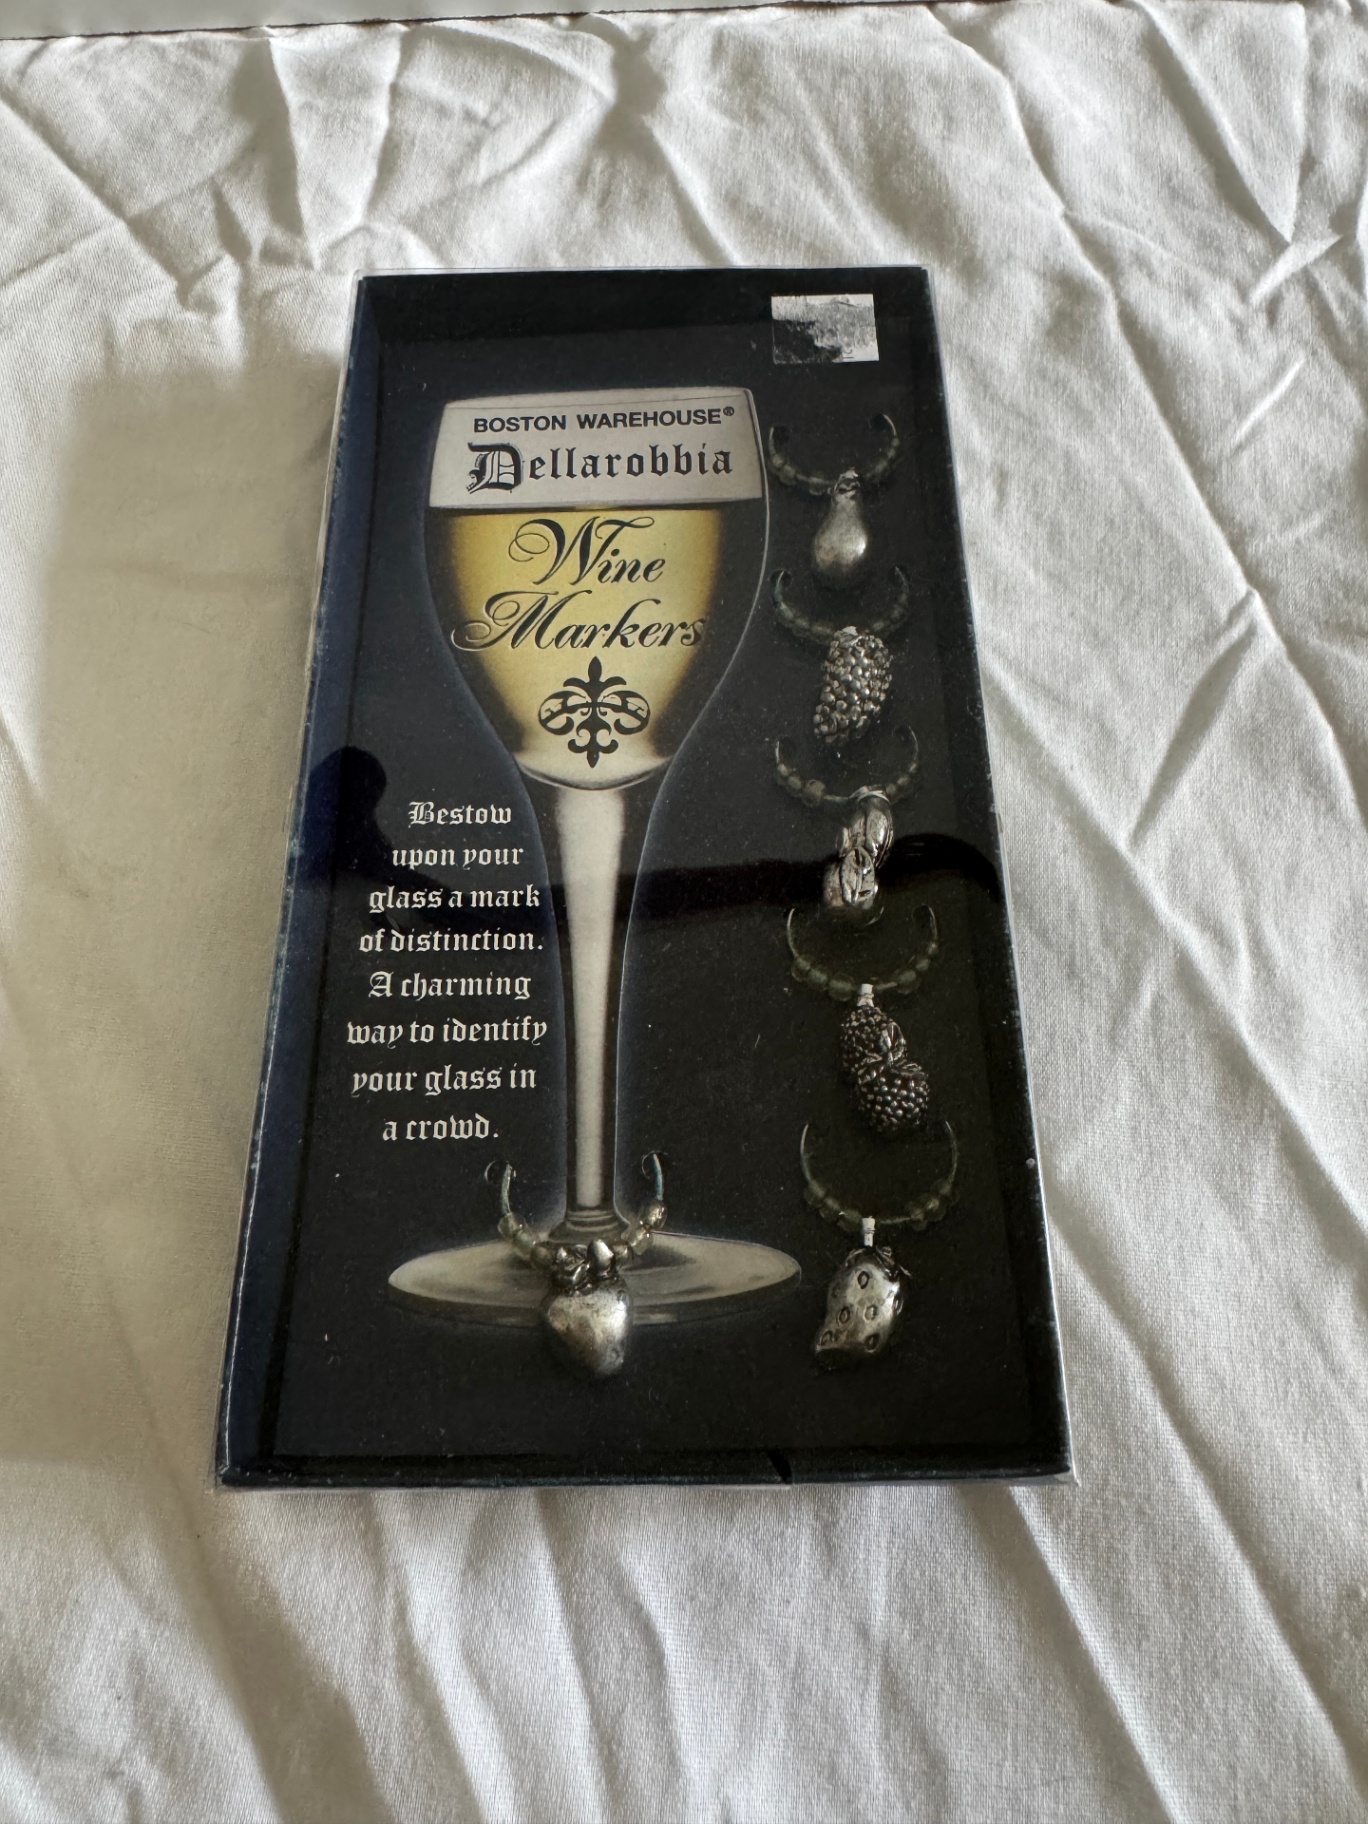 BOSTON WAREHOUSE®
Dellarobbia
Wine
Markers
Bestow
upon your
glass a mark
of distinction.
A charming
way to identify
your glass in
a crowd.